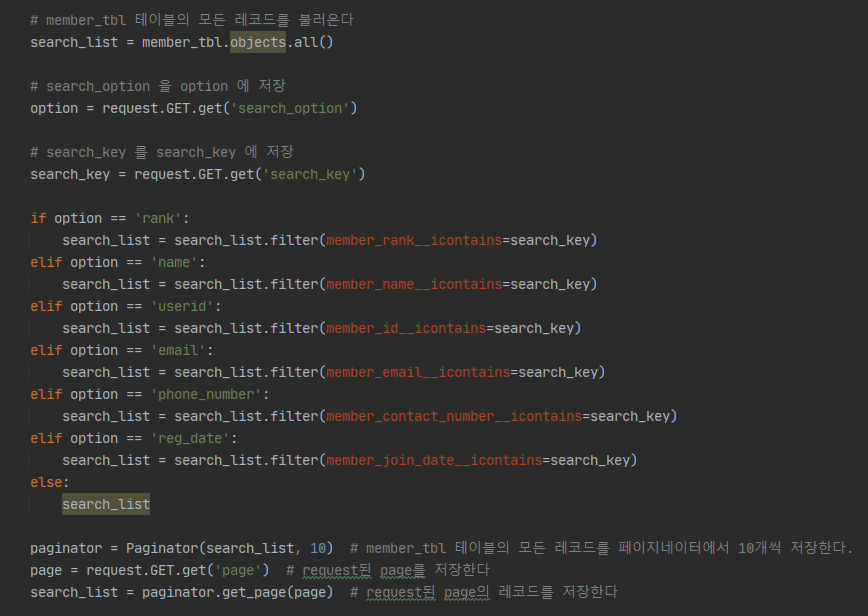 # member_tbl 테이블의 모든 레코드를 불러온다
search_list = member_tbl.objects.all()
# search_option 을 option 에 저장
option = request.GET.get('search_option')
# search_key 를 search_key 에 저장
search_key = request.GET.get('search_key')
if option == 'rank':
    search_list = search_list.filter(member_rank__icontains=search_key)
elif option == 'name':
    search_list = search_list.filter(member_name__icontains=search_key)
elif option == 'userid':
    search_list = search_list.filter(member_id__icontains=search_key)
elif option == 'email':
    search_list = search_list.filter(member_email__icontains=search_key)
elif option == 'phone_number':
    search_list = search_list.filter(member_contact_number__icontains=search_key)
elif option == 'reg_date':
    search_list = search_list.filter(member_join_date__icontains=search_key)
else:
    search_list
paginator = Paginator(search_list, 10)  # member_tbl 테이블의 모든 레코드를 페이지네이터에서 10개씩 저장한다.
page = request.GET.get('page')  # request된 page를 저장한다
search_list = paginator.get_page(page)  # request된 page의 레코드를 저장한다